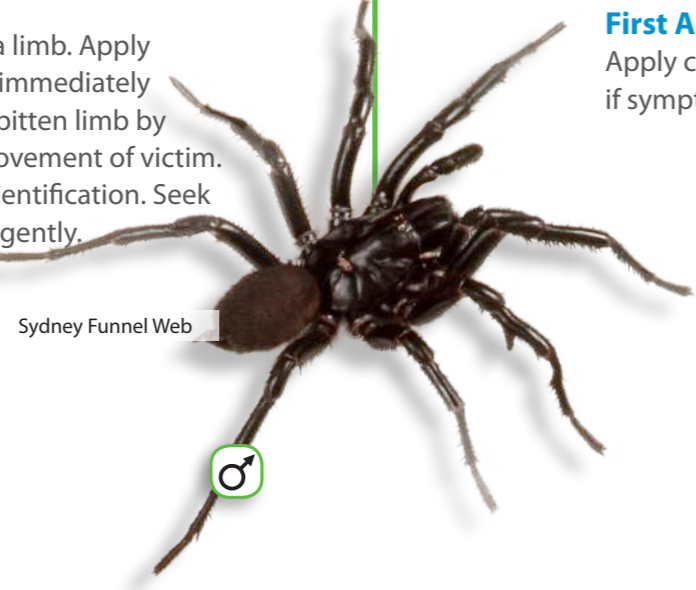 a limb. Apply
immediately
bitten limb by
ovement of victim.
entification. Seek
gently.
Sydney Funnel Web
First A
Apply c
if sympt